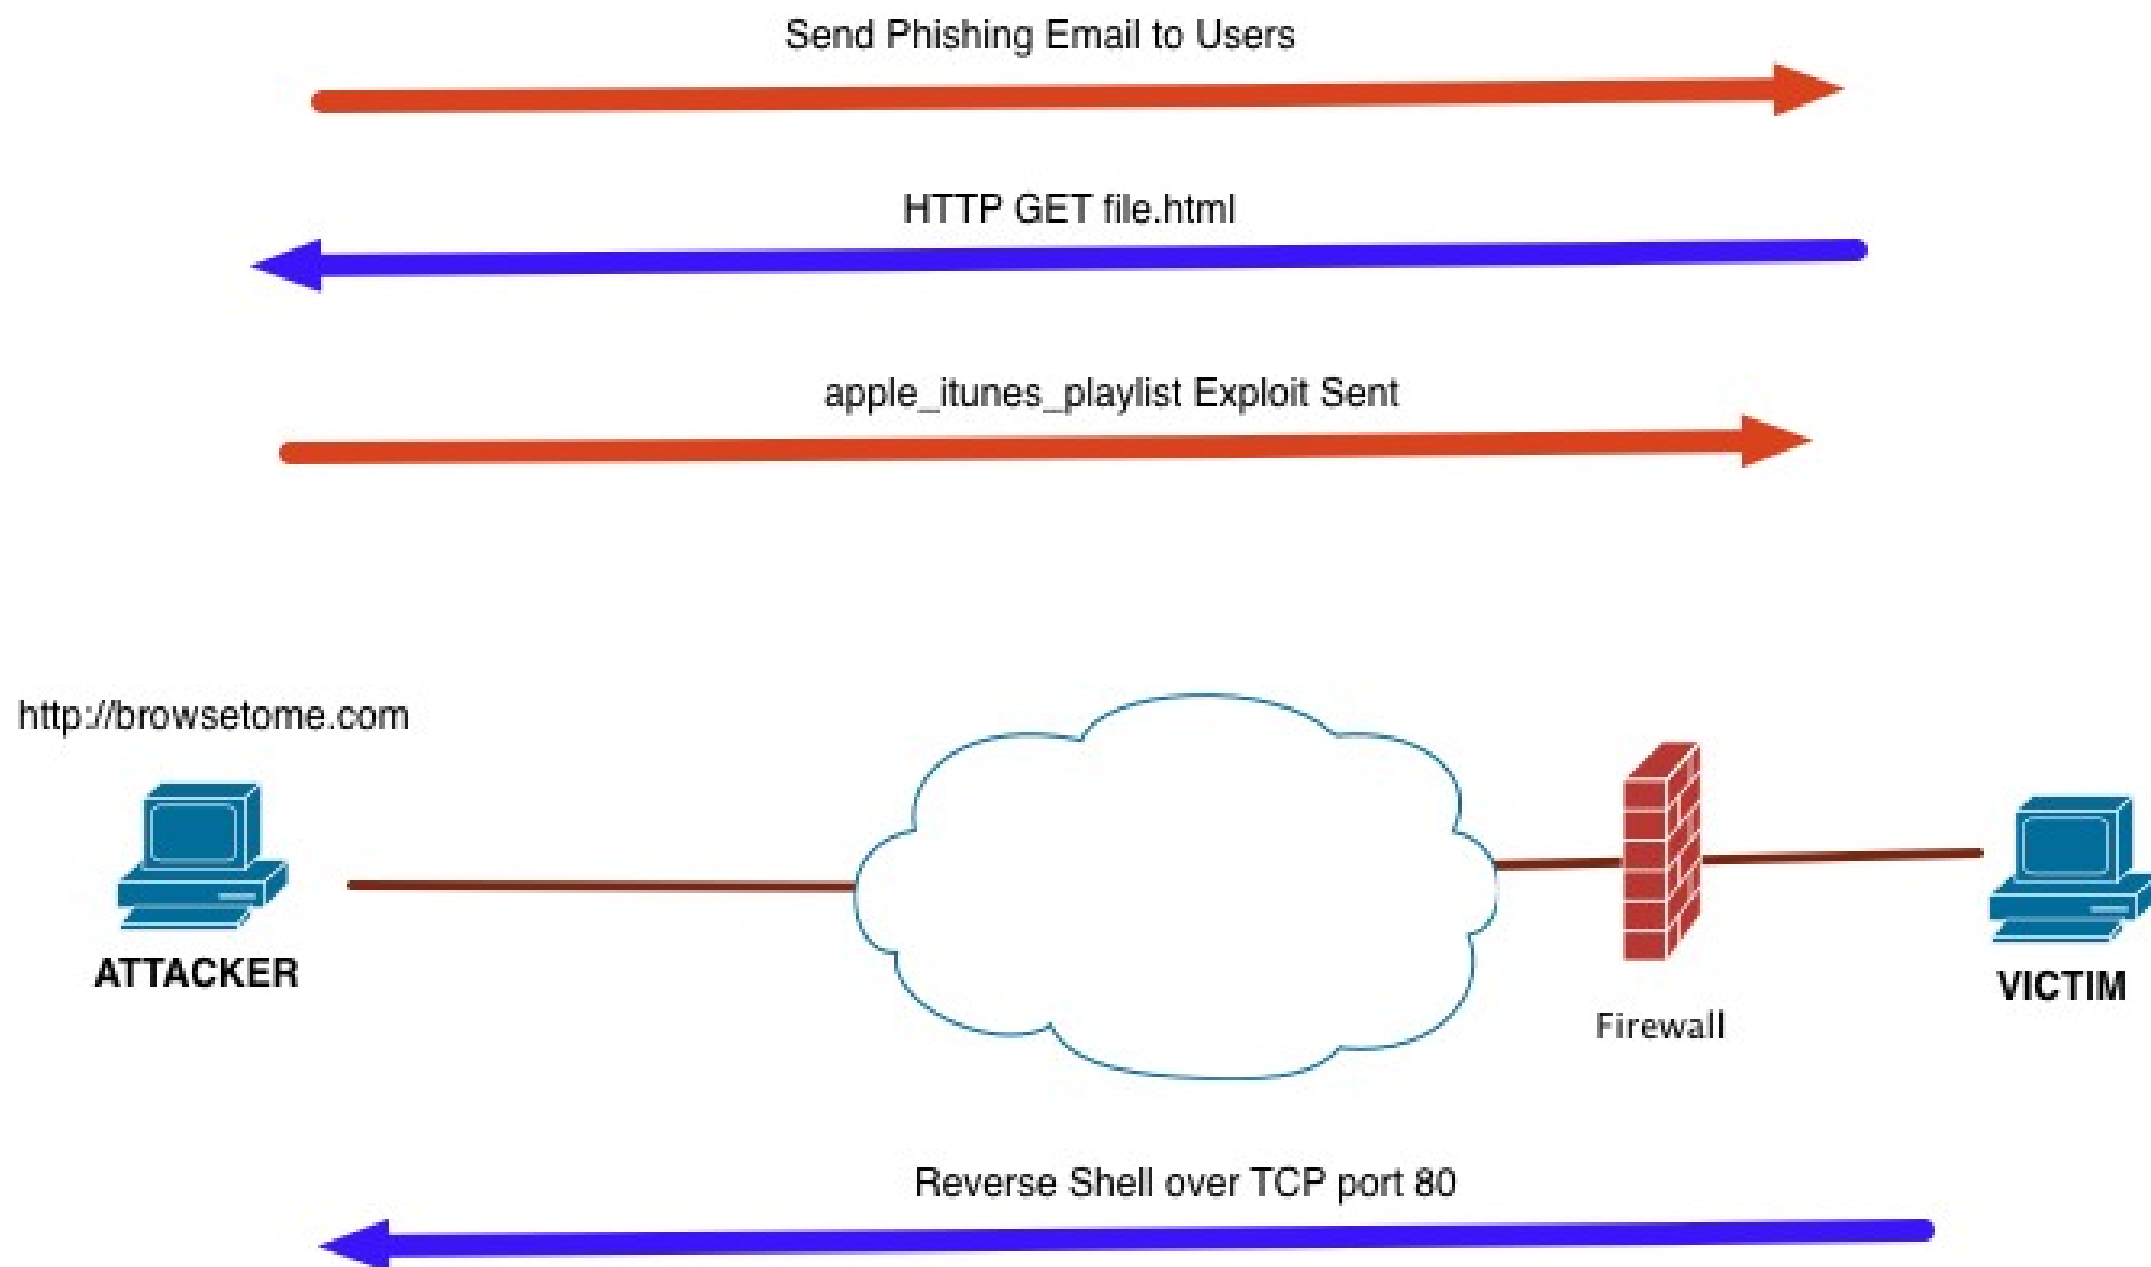 Send Phishing Email to Users
HTTP GET file.html
apple_itunes_playlist Exploit Sent
http://browsetome.com
ATTACKER
Firewall
VICTIM
Reverse Shell over TCP port 80